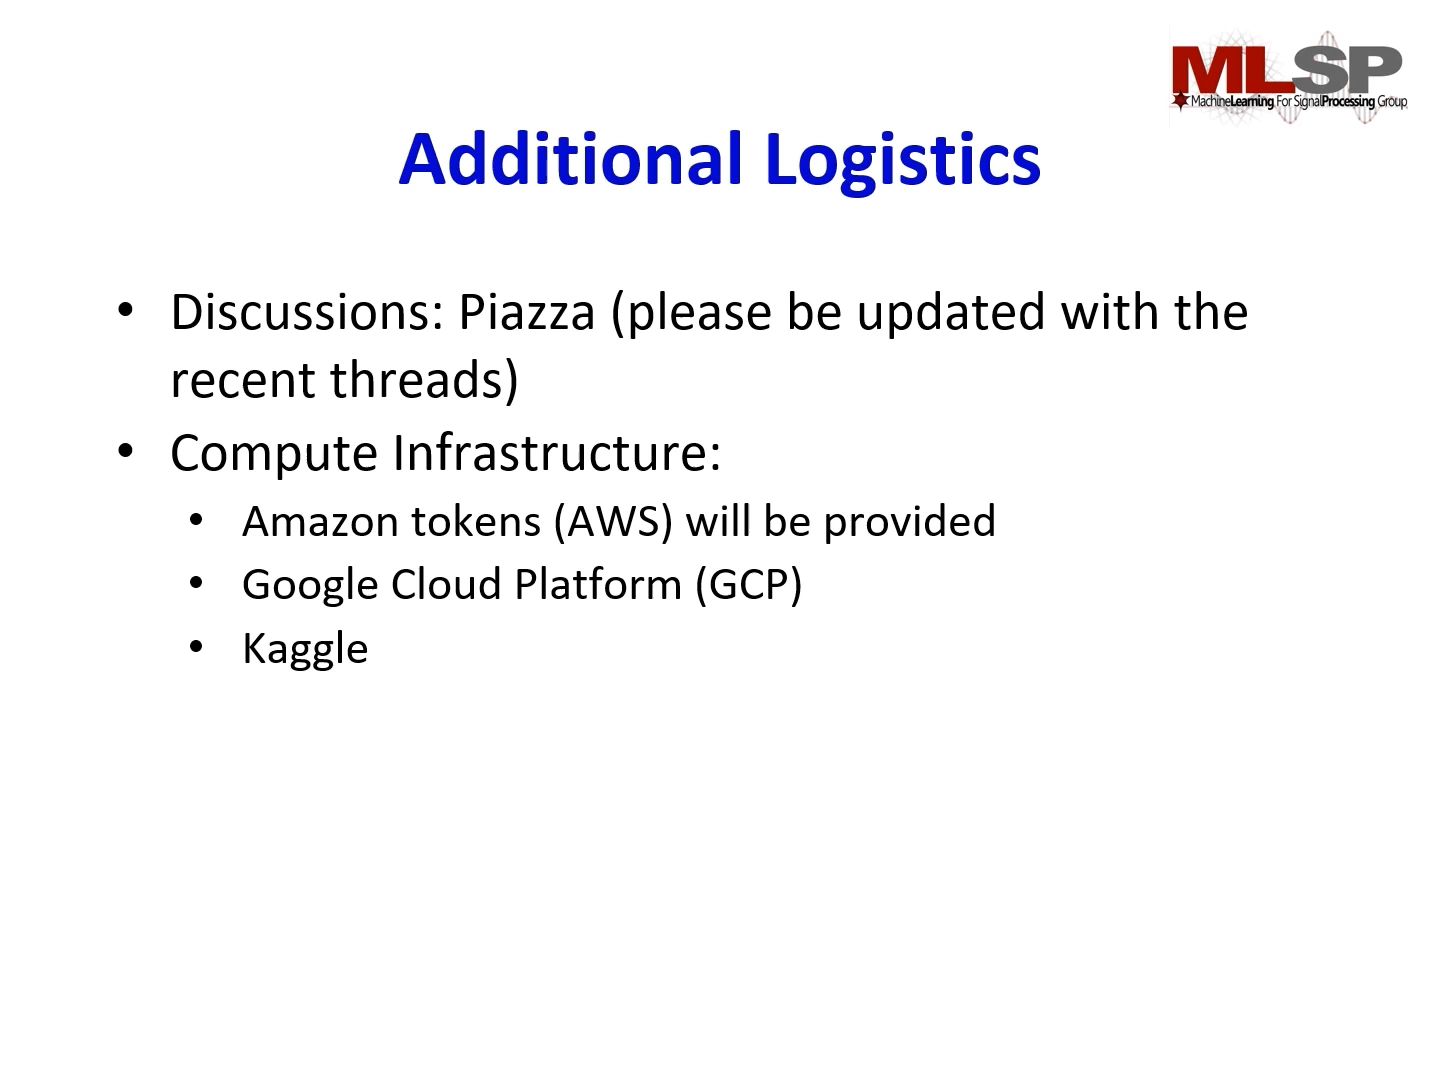 MLSP
MachineLearning For SignalProcessing Group
Additional Logistics
• Discussions: Piazza (please be updated with the
recent threads)
• Compute Infrastructure:
• Amazon tokens (AWS) will be provided
• Google Cloud Platform (GCP)
• Kaggle